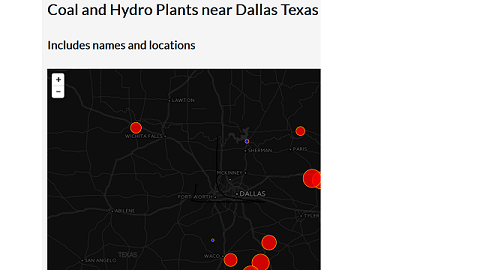 Coal and Hydro Plants near Dallas Texas
Includes names and locations
+
−
LAWTON
WICHITA FALLS
SHERMAN
PARIS
MCKINNEY
FORT WORTH
DALLAS
ABILENE
TYLER
TEXAS
SAN ANGELO
WACO